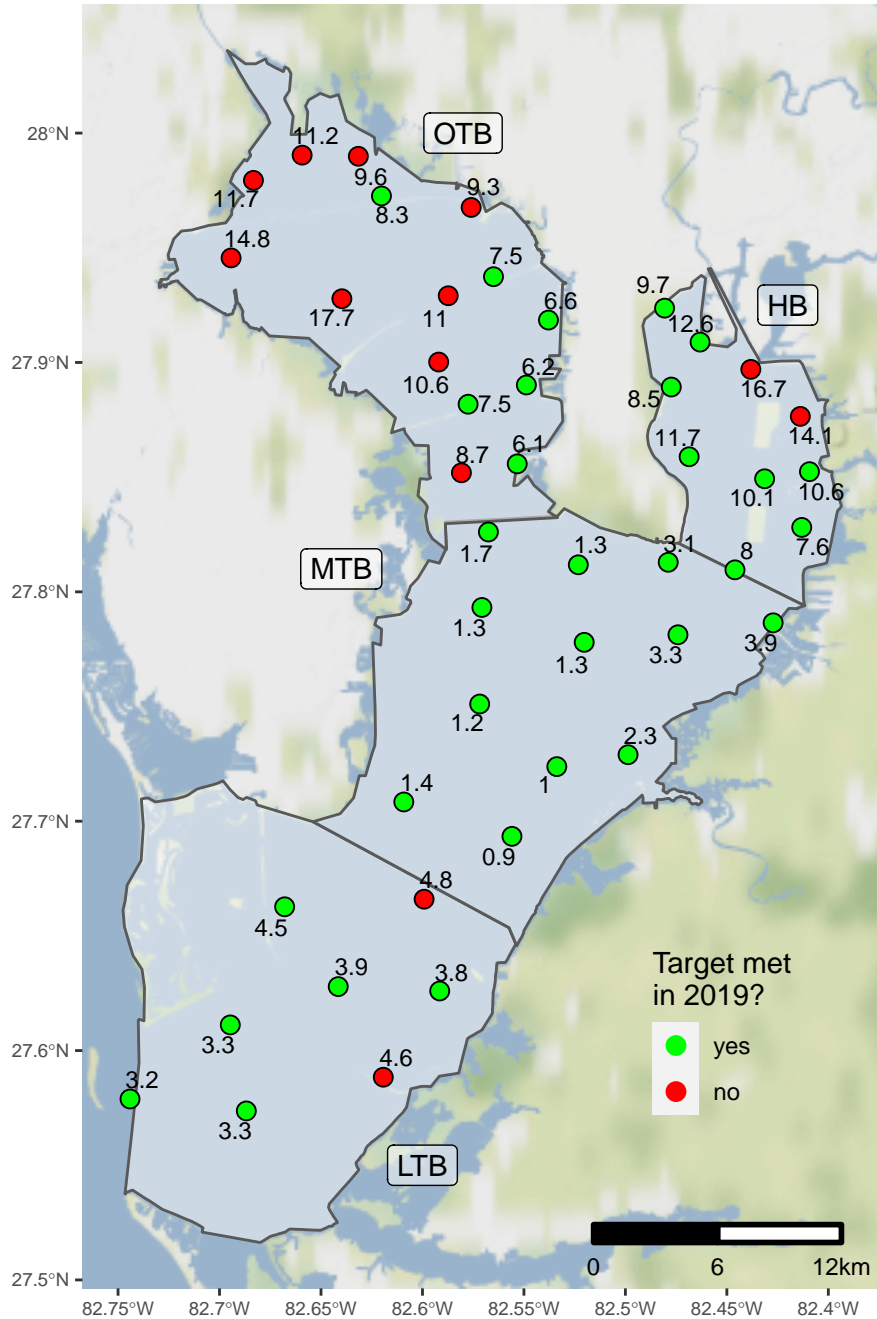 28°N
27.9°N
27.8°N
27.7°N
27.6°N
27.5°N
OTB
11.2
9.6
8.3
9.3
11.7
14.8
7.5
17.7
11
6.6
10.6
6.2
7.5
8.7
6.1
HB
9.7
12.6
16.7
8.5
14.1
11.7
10.1
10.6
7.6
8
MTB
1.7
1.3
3.1
1.3
1.3
3.3
3.9
1.2
2.3
1
1.4
0.9
4.8
4.5
3.9
3.8
3.3
4.6
3.2
3.3
LTB
Target met
in 2019?
yes
no
0 6 12km
82.75°W 82.7°W 82.65°W 82.6°W 82.55°W 82.5°W 82.45°W 82.4°W